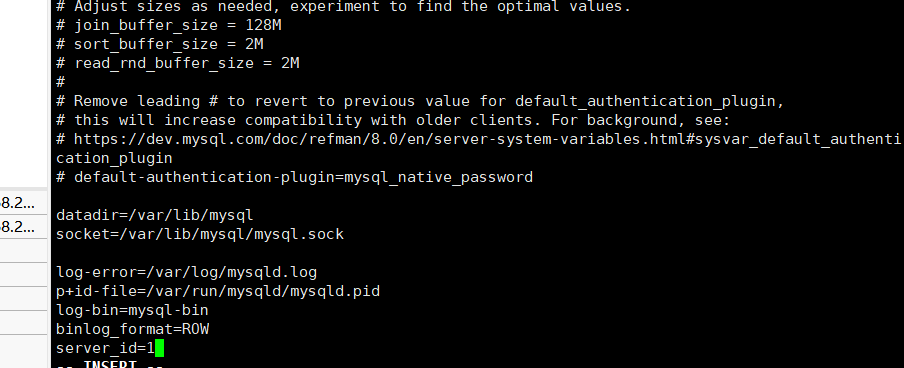 # Adjust sizes as needed, experiment to find the optimal values.
# join_buffer_size = 128M
# sort_buffer_size = 2M
# read_rnd_buffer_size = 2M
#
# Remove leading # to revert to previous value for default_authentication_plugin,
# this will increase compatibility with older clients. For background, see:
# https://dev.mysql.com/doc/refman/8.0/en/server-system-variables.html#sysvar_default_authenti
cation_plugin
# default-authentication-plugin=mysql_native_password
8.2...
datadir=/var/lib/mysql
8.2...
socket=/var/lib/mysql/mysql.sock
log-error=/var/log/mysqld.log
p+id-file=/var/run/mysqld/mysqld.pid
log-bin=mysql-bin
binlog_format=ROW
server_id=1
-- INSERT --